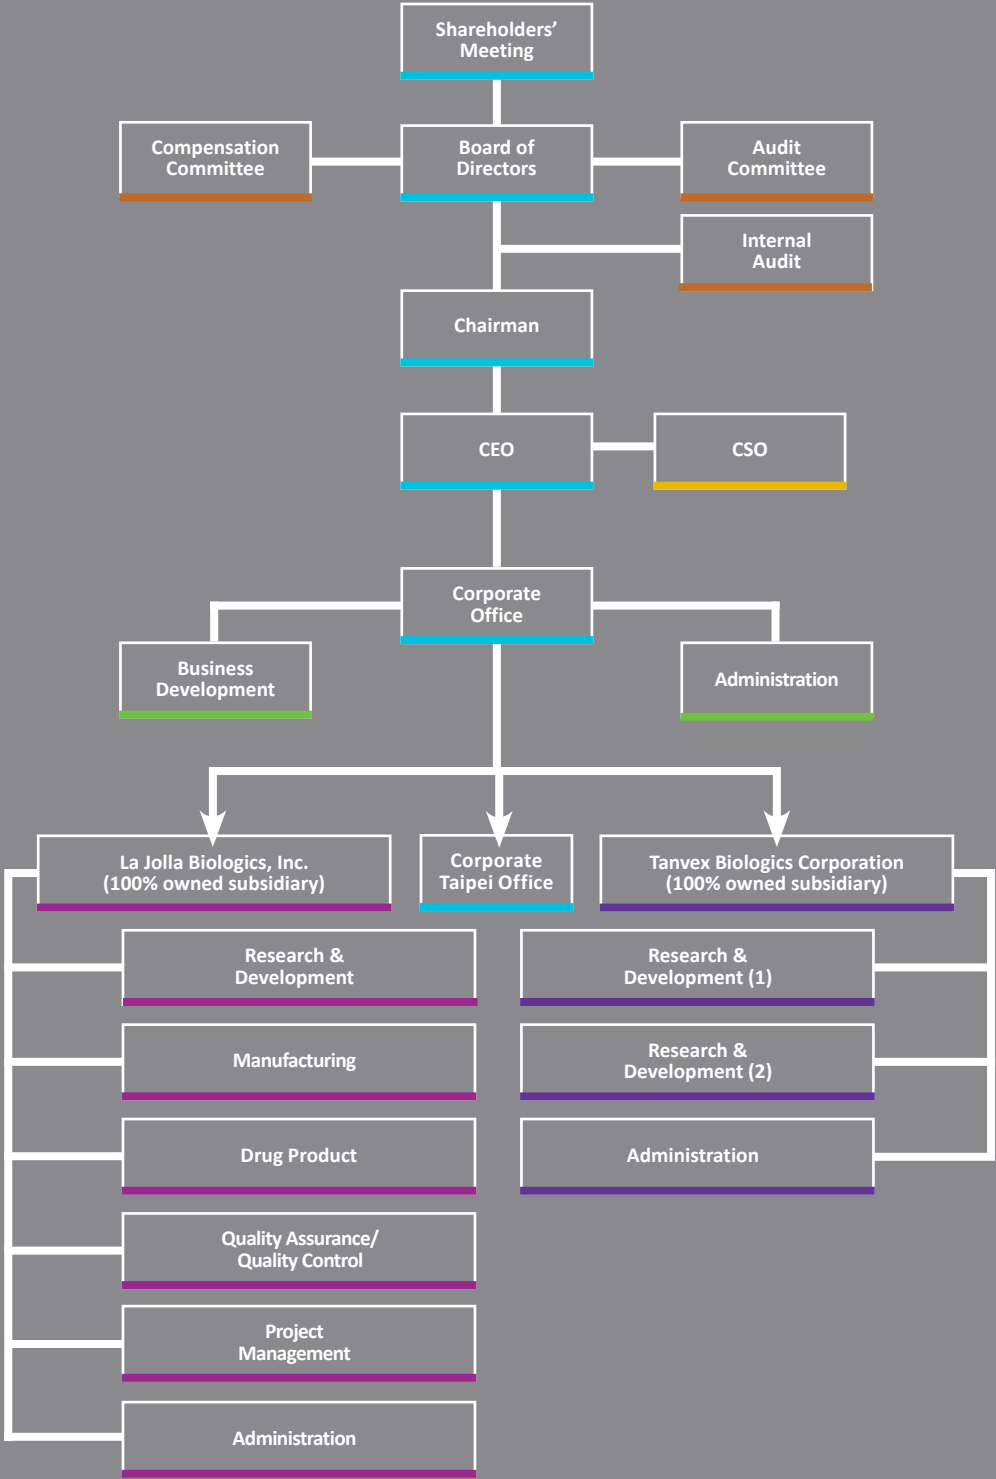 Shareholders’
Meeting
Compensation
Committee
Board of
Directors
Audit
Committee
Internal
Audit
Chairman
CEO
CSO
Corporate
Office
Business
Development
Administration
La Jolla Biologics, Inc.
(100% owned subsidiary)
Corporate
Taipei Office
Tanvex Biologics Corporation
(100% owned subsidiary)
Research &
Development
Manufacturing
Drug Product
Quality Assurance/
Quality Control
Project
Management
Administration
Research &
Development (1)
Research &
Development (2)
Administration